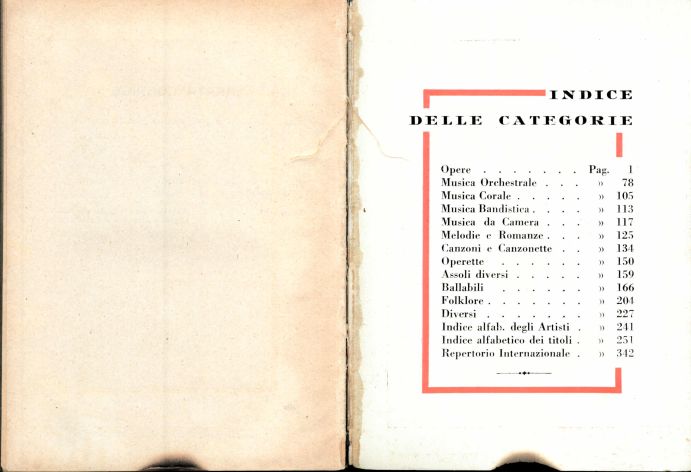 INDICE
DELLE CATEGORIE
Opere . . . . . . . Pag. 1
Musica Orchestrale . . . » 78
Musica Corale . . . . . » 105
Musica Bandistica . . . . » 113
Musica da Camera . . . » 117
Melodie e Romanze . . . » 125
Canzoni e Canzonette . . » 134
Operette . . . . . » 150
Assoli diversi . . . . . » 159
Ballabili . . . . . . » 166
Folklore . . . . . . . » 204
Diversi . . . . . . . » 227
Indice alfab. degli Artisti . » 241
Indice alfabetico dei titoli . » 251
Repertorio Internazionale . » 342